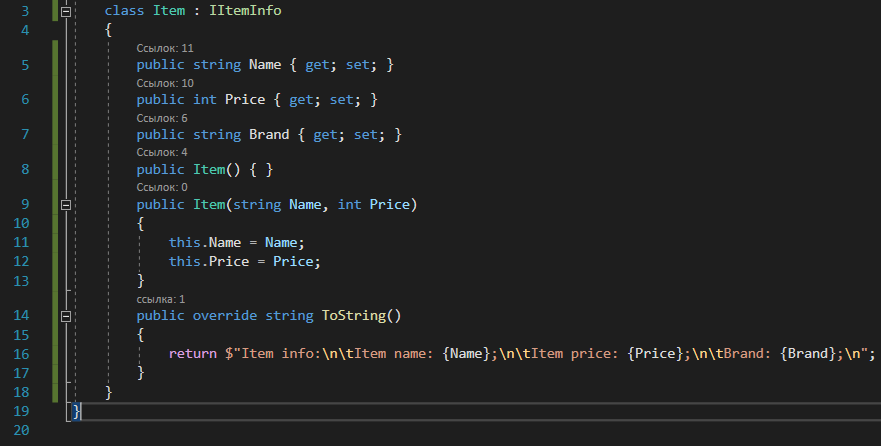 3 class Item : IItemInfo
4 {
Ссылок: 11
5 public string Name { get; set; }
Ссылок: 10
6 public int Price { get; set; }
Ссылок: 6
7 public string Brand { get; set; }
Ссылок: 4
8 public Item() { }
Ссылок: 0
9 public Item(string Name, int Price)
10 {
11 this.Name = Name;
12 this.Price = Price;
13 }
ссылка: 1
14 public override string ToString()
15 {
16 return $"Item info:\n\tItem name: {Name};\n\tItem price: {Price};\n\tBrand: {Brand};\n";
17 }
18 }
19 }
20